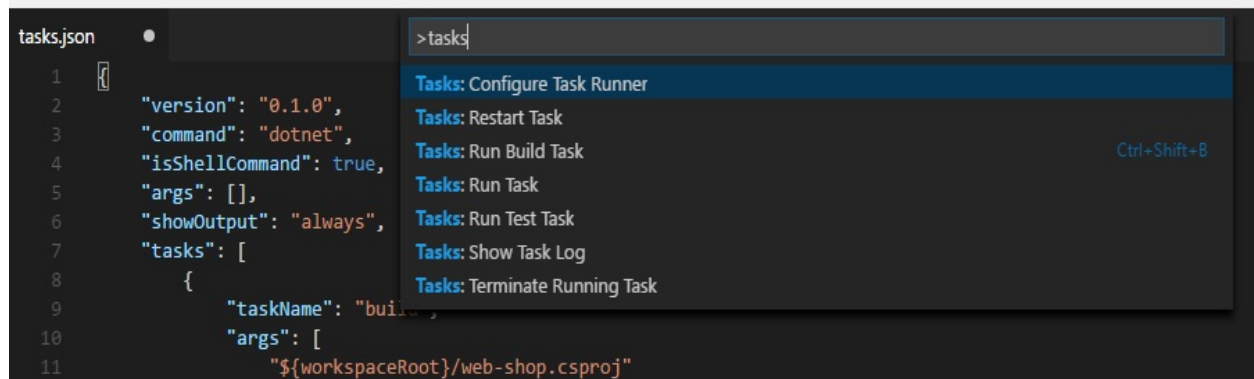 tasks.json
>tasks
Tasks: Configure Task Runner
Tasks: Restart Task
Tasks: Run Build Task Ctrl+Shift+B
Tasks: Run Task
Tasks: Run Test Task
Tasks: Show Task Log
Tasks: Terminate Running Task
1 {
2 "version": "0.1.0",
3 "command": "dotnet",
4 "isShellCommand": true,
5 "args": [],
6 "showOutput": "always",
7 "tasks": [
8 {
9 "taskName":
10 "args": [
11 "${workspaceRoot}/web-shop.csproj"